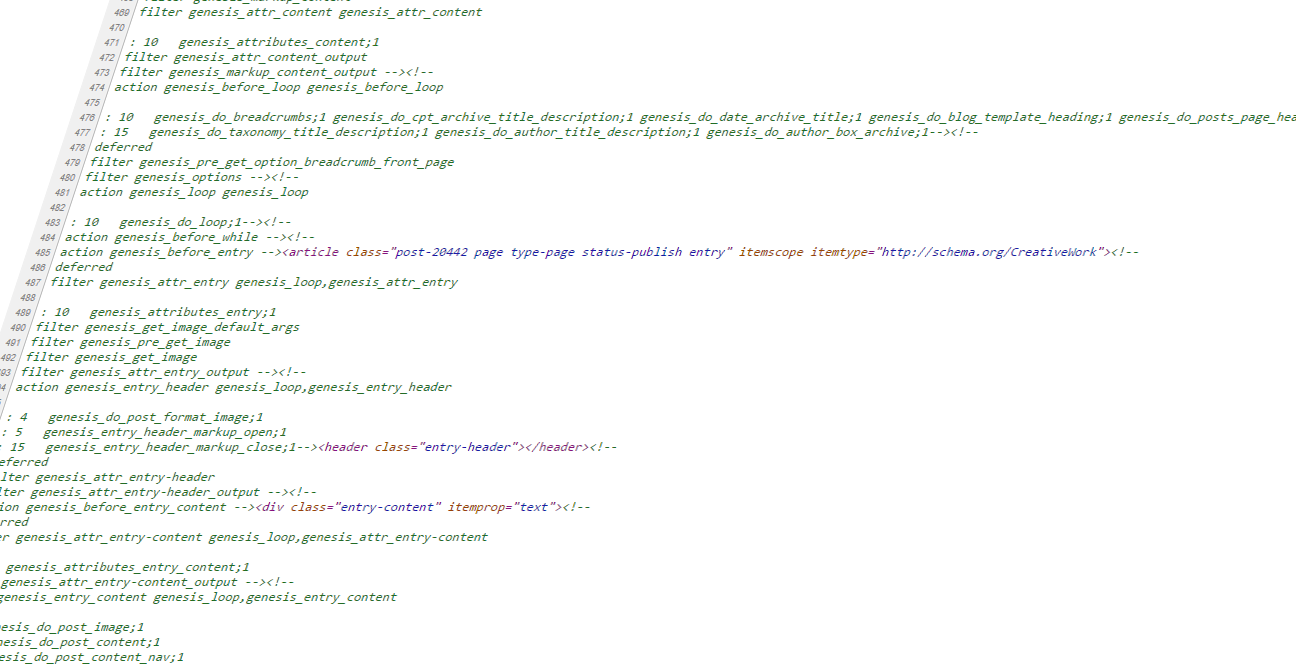 filter genesis_markup_content
469 filter genesis_attr_content genesis_attr_content
470
471 : 10 genesis_attributes_content;1
472 filter genesis_attr_content_output
473 filter genesis_markup_content_output --><!--
474 action genesis_before_loop genesis_before_loop
475
476 : 10 genesis_do_breadcrumbs;1 genesis_do_cpt_archive_title_description;1 genesis_do_date_archive_title;1 genesis_do_blog_template_heading;1 genesis_do_posts_page_hea
477 : 15 genesis_do_taxonomy_title_description;1 genesis_do_author_title_description;1 genesis_do_author_box_archive;1--><!--
478 deferred
479 filter genesis_pre_get_option_breadcrumb_front_page
480 filter genesis_options --><!--
481 action genesis_loop genesis_loop
482
483 : 10 genesis_do_loop;1--><!--
484 action genesis_before_while --><!--
485 action genesis_before_entry --><article class="post-20442 page type-page status-publish entry" itemscope itemtype="http://schema.org/CreativeWork"><!--
486 deferred
487 filter genesis_attr_entry genesis_loop,genesis_attr_entry
488
489 : 10 genesis_attributes_entry;1
490 filter genesis_get_image_default_args
491 filter genesis_pre_get_image
492 filter genesis_get_image
93 filter genesis_attr_entry_output --><!--
4 action genesis_entry_header genesis_loop,genesis_entry_header
: 4 genesis_do_post_format_image;1
: 5 genesis_entry_header_markup_open;1
: 15 genesis_entry_header_markup_close;1--><header class="entry-header"></header><!--
eferred
lter genesis_attr_entry-header
lter genesis_attr_entry-header_output --><!--
ion genesis_before_entry_content --><div class="entry-content" itemprop="text"><!--
rred
er genesis_attr_entry-content genesis_loop,genesis_attr_entry-content
genesis_attributes_entry_content;1
genesis_attr_entry-content_output --><!--
genesis_entry_content genesis_loop,genesis_entry_content
esis_do_post_image;1
nesis_do_post_content;1
esis_do_post_content_nav;1